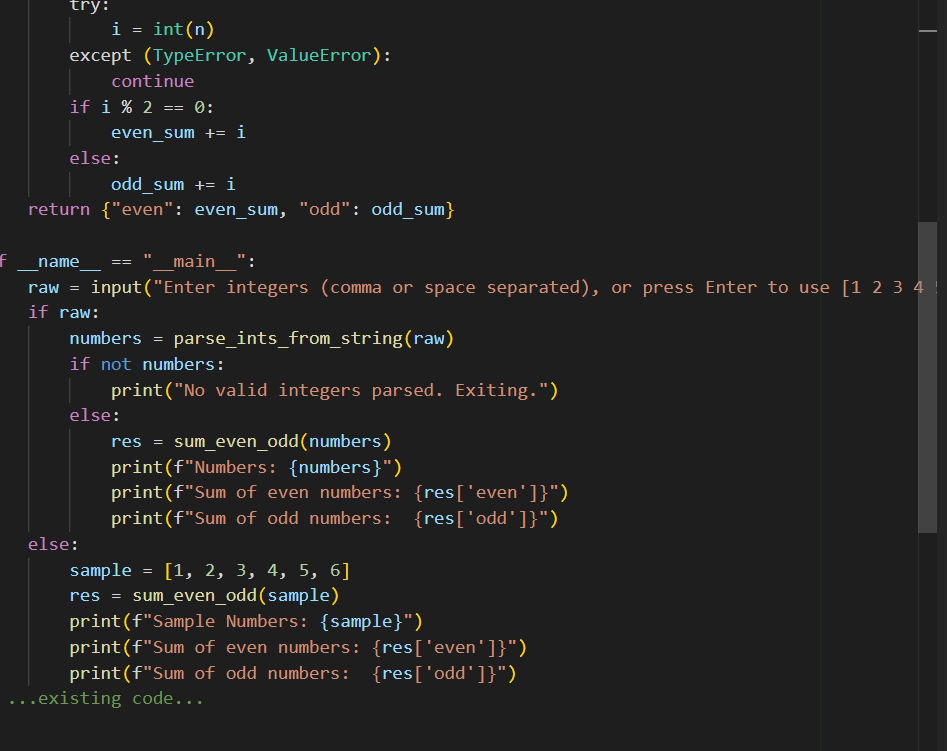 try:
i = int(n)
except (TypeError, ValueError):
continue
if i % 2 == 0:
even_sum += i
else:
odd_sum += i
return {"even": even_sum, "odd": odd_sum}
f __name__ == "__main__":
raw = input("Enter integers (comma or space separated), or press Enter to use [1 2 3 4
if raw:
numbers = parse_ints_from_string(raw)
if not numbers:
print("No valid integers parsed. Exiting.")
else:
res = sum_even_odd(numbers)
print(f"Numbers: {numbers}")
print(f"Sum of even numbers: {res['even']}")
print(f"Sum of odd numbers:  {res['odd']}")
else:
sample = [1, 2, 3, 4, 5, 6]
res = sum_even_odd(sample)
print(f"Sample Numbers: {sample}")
print(f"Sum of even numbers: {res['even']}")
print(f"Sum of odd numbers:  {res['odd']}")
...existing code...